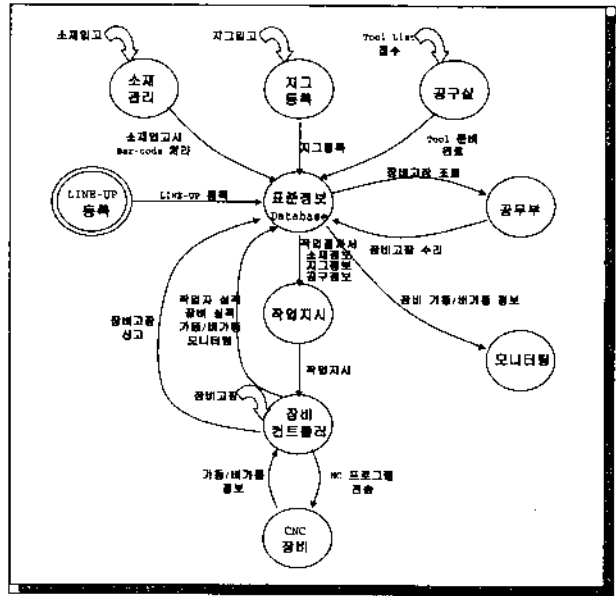 소재입고
지그입고
Tool List
접수
소재
관리
지그
등록
공구실
소재입고시
Bar-code 부착
지그등록
Tool 준비
완료
LINE-UP
등록
LINE-UP 등록
표준정보
Database
장비고장 조회
공무부
장비고장 수리
작업절차서
소재정보
지그정보
공구정보
작업자 실적
장비 실적
가동/비가동
모니터링
장비고장
신고
작업지시
장비 가동/비가동 정보
모니터링
작업지시
장비고장
장비
컨트롤러
가동/비가동
정보
NC 프로그램
전송
CNC
장비